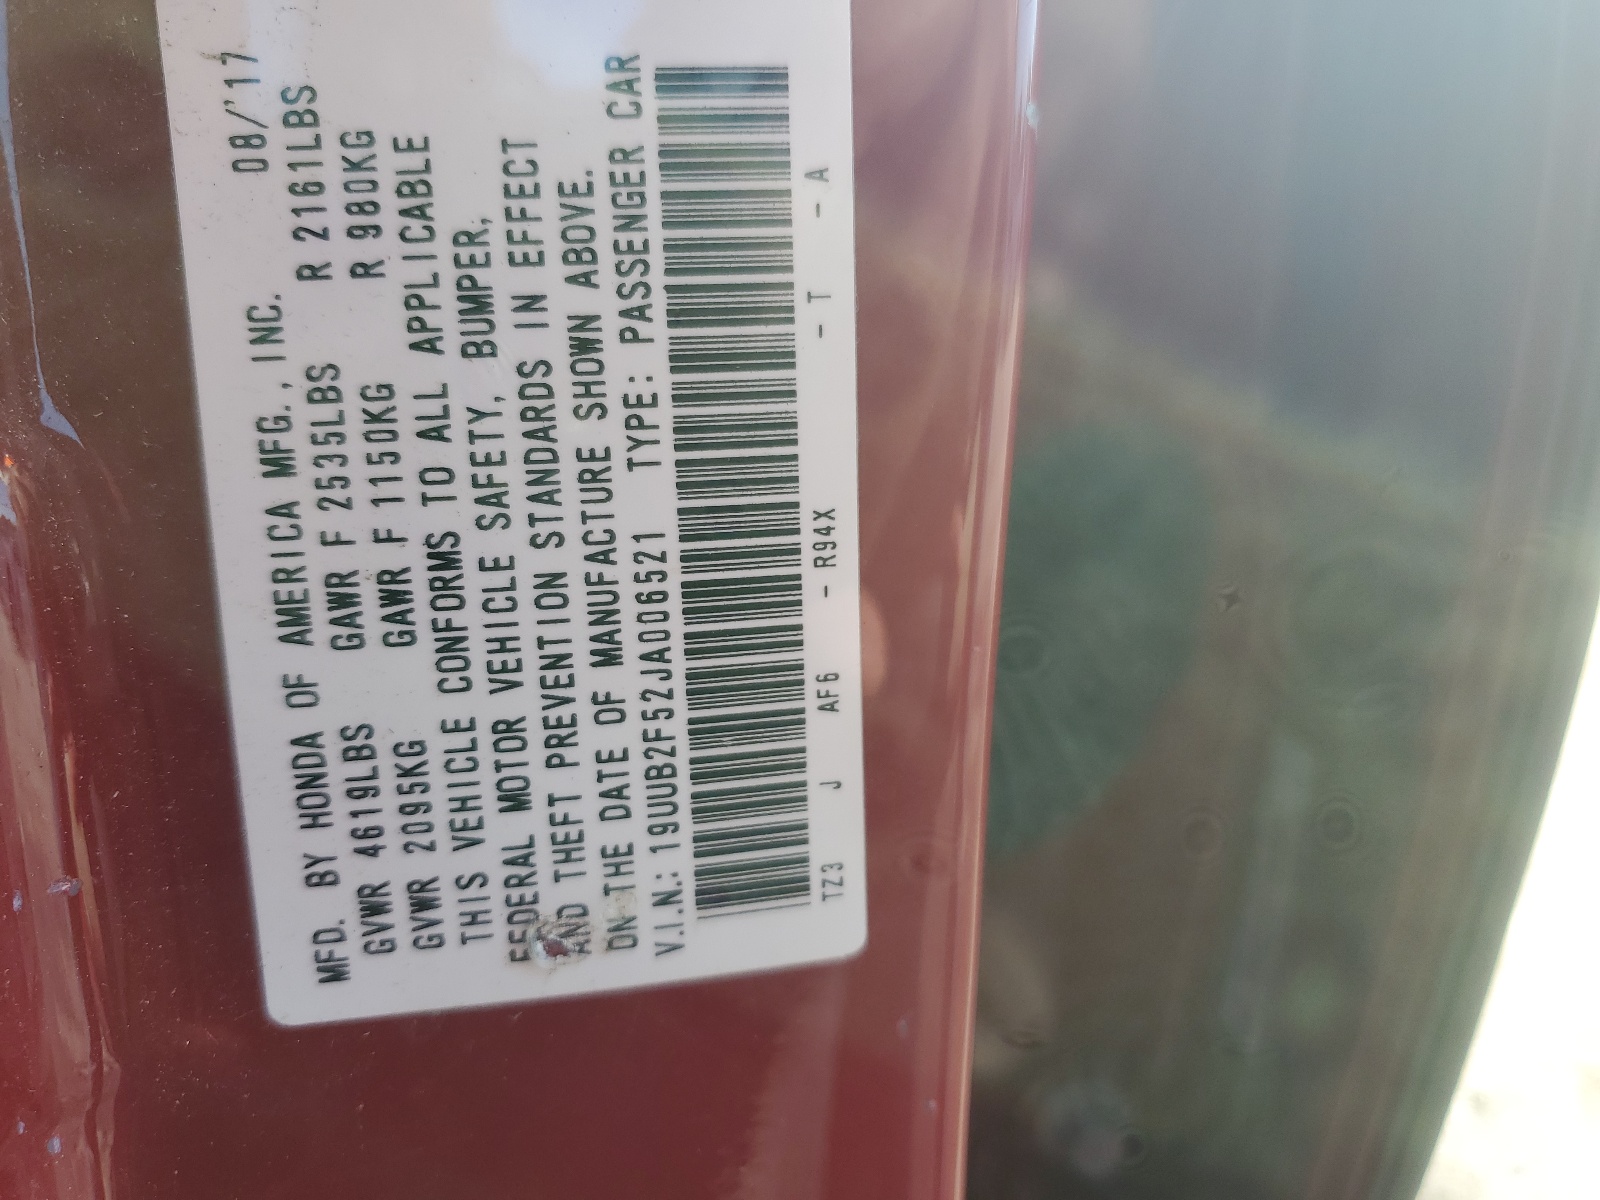 MFD. BY HONDA OF AMERICA MFG., INC. 08/'17
GVWR 4619LBS GAWR F 2535LBS R 2161LBS
GVWR 2095KG GAWR F 1150KG R 980KG
THIS VEHICLE CONFORMS TO ALL APPLICABLE
FEDERAL MOTOR VEHICLE SAFETY, BUMPER,
AND THEFT PREVENTION STANDARDS IN EFFECT
ON THE DATE OF MANUFACTURE SHOWN ABOVE.
V.I.N.: 19UUB2F52JA006521 TYPE: PASSENGER CAR
TZ3 J AF6 - R94X - T - A